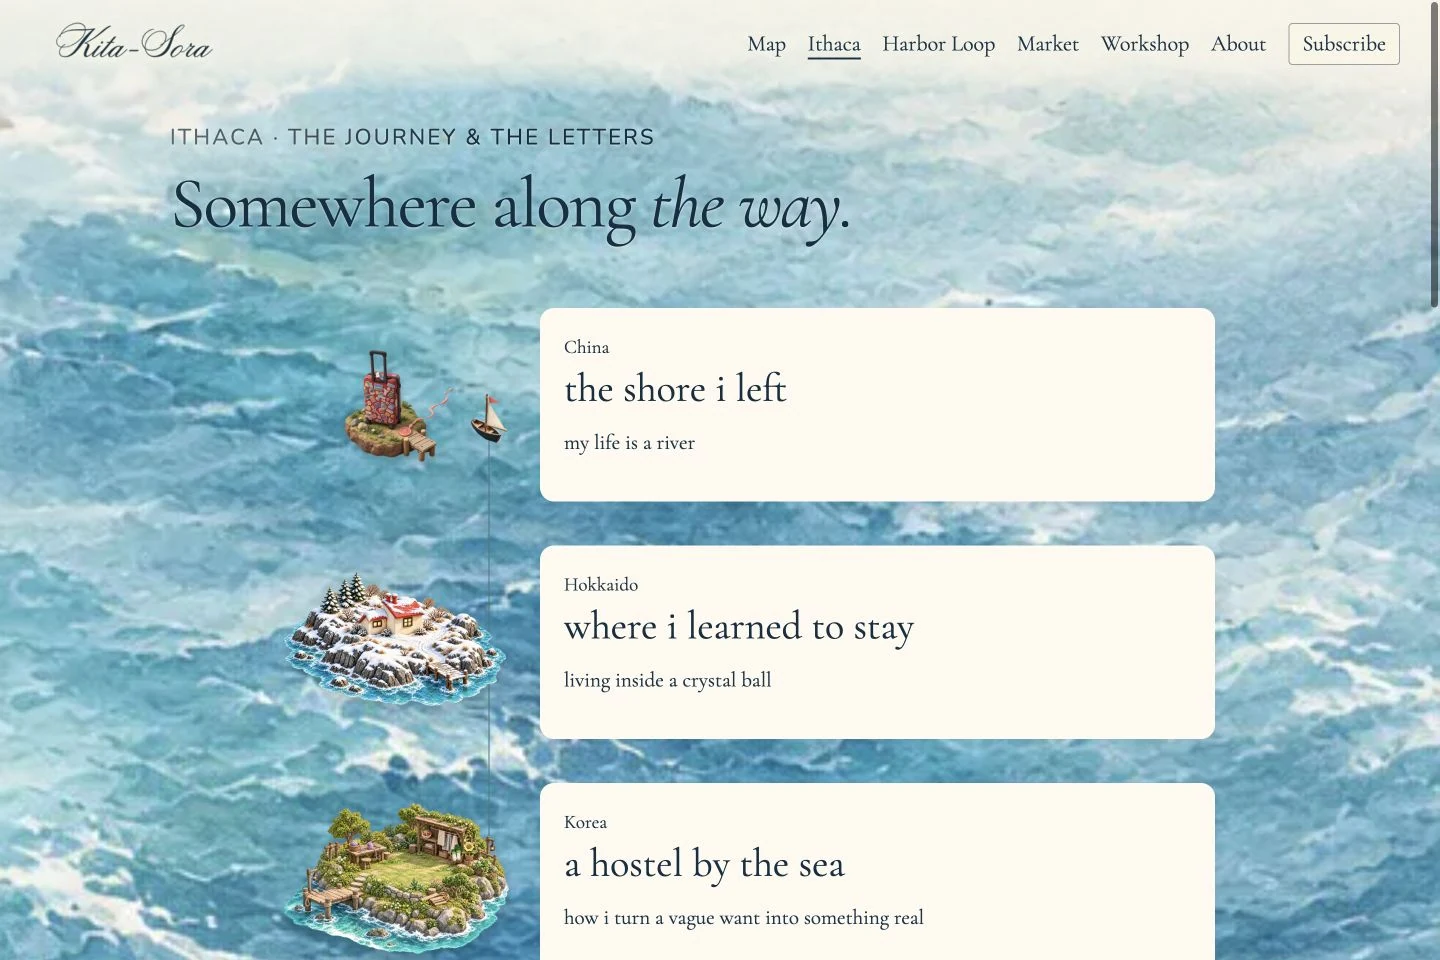 Kita-Sora
Map Ithaca Harbor Loop Market Workshop About Subscribe
ITHACA · THE JOURNEY & THE LETTERS
Somewhere along the way.
China
the shore i left
my life is a river
Hokkaido
where i learned to stay
living inside a crystal ball
Korea
a hostel by the sea
how i turn a vague want into something real